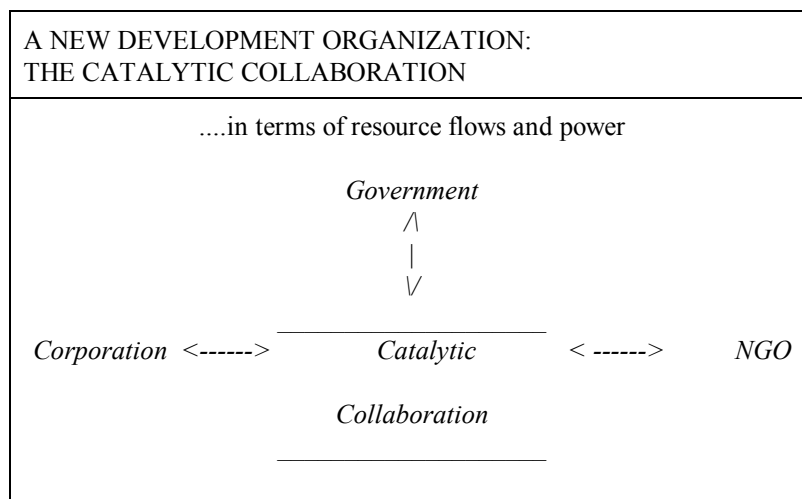 A NEW DEVELOPMENT ORGANIZATION:
THE CATALYTIC COLLABORATION
....in terms of resource flows and power
Government
/\
|
\/
Corporation <------> Catalytic < ------> NGO
Collaboration